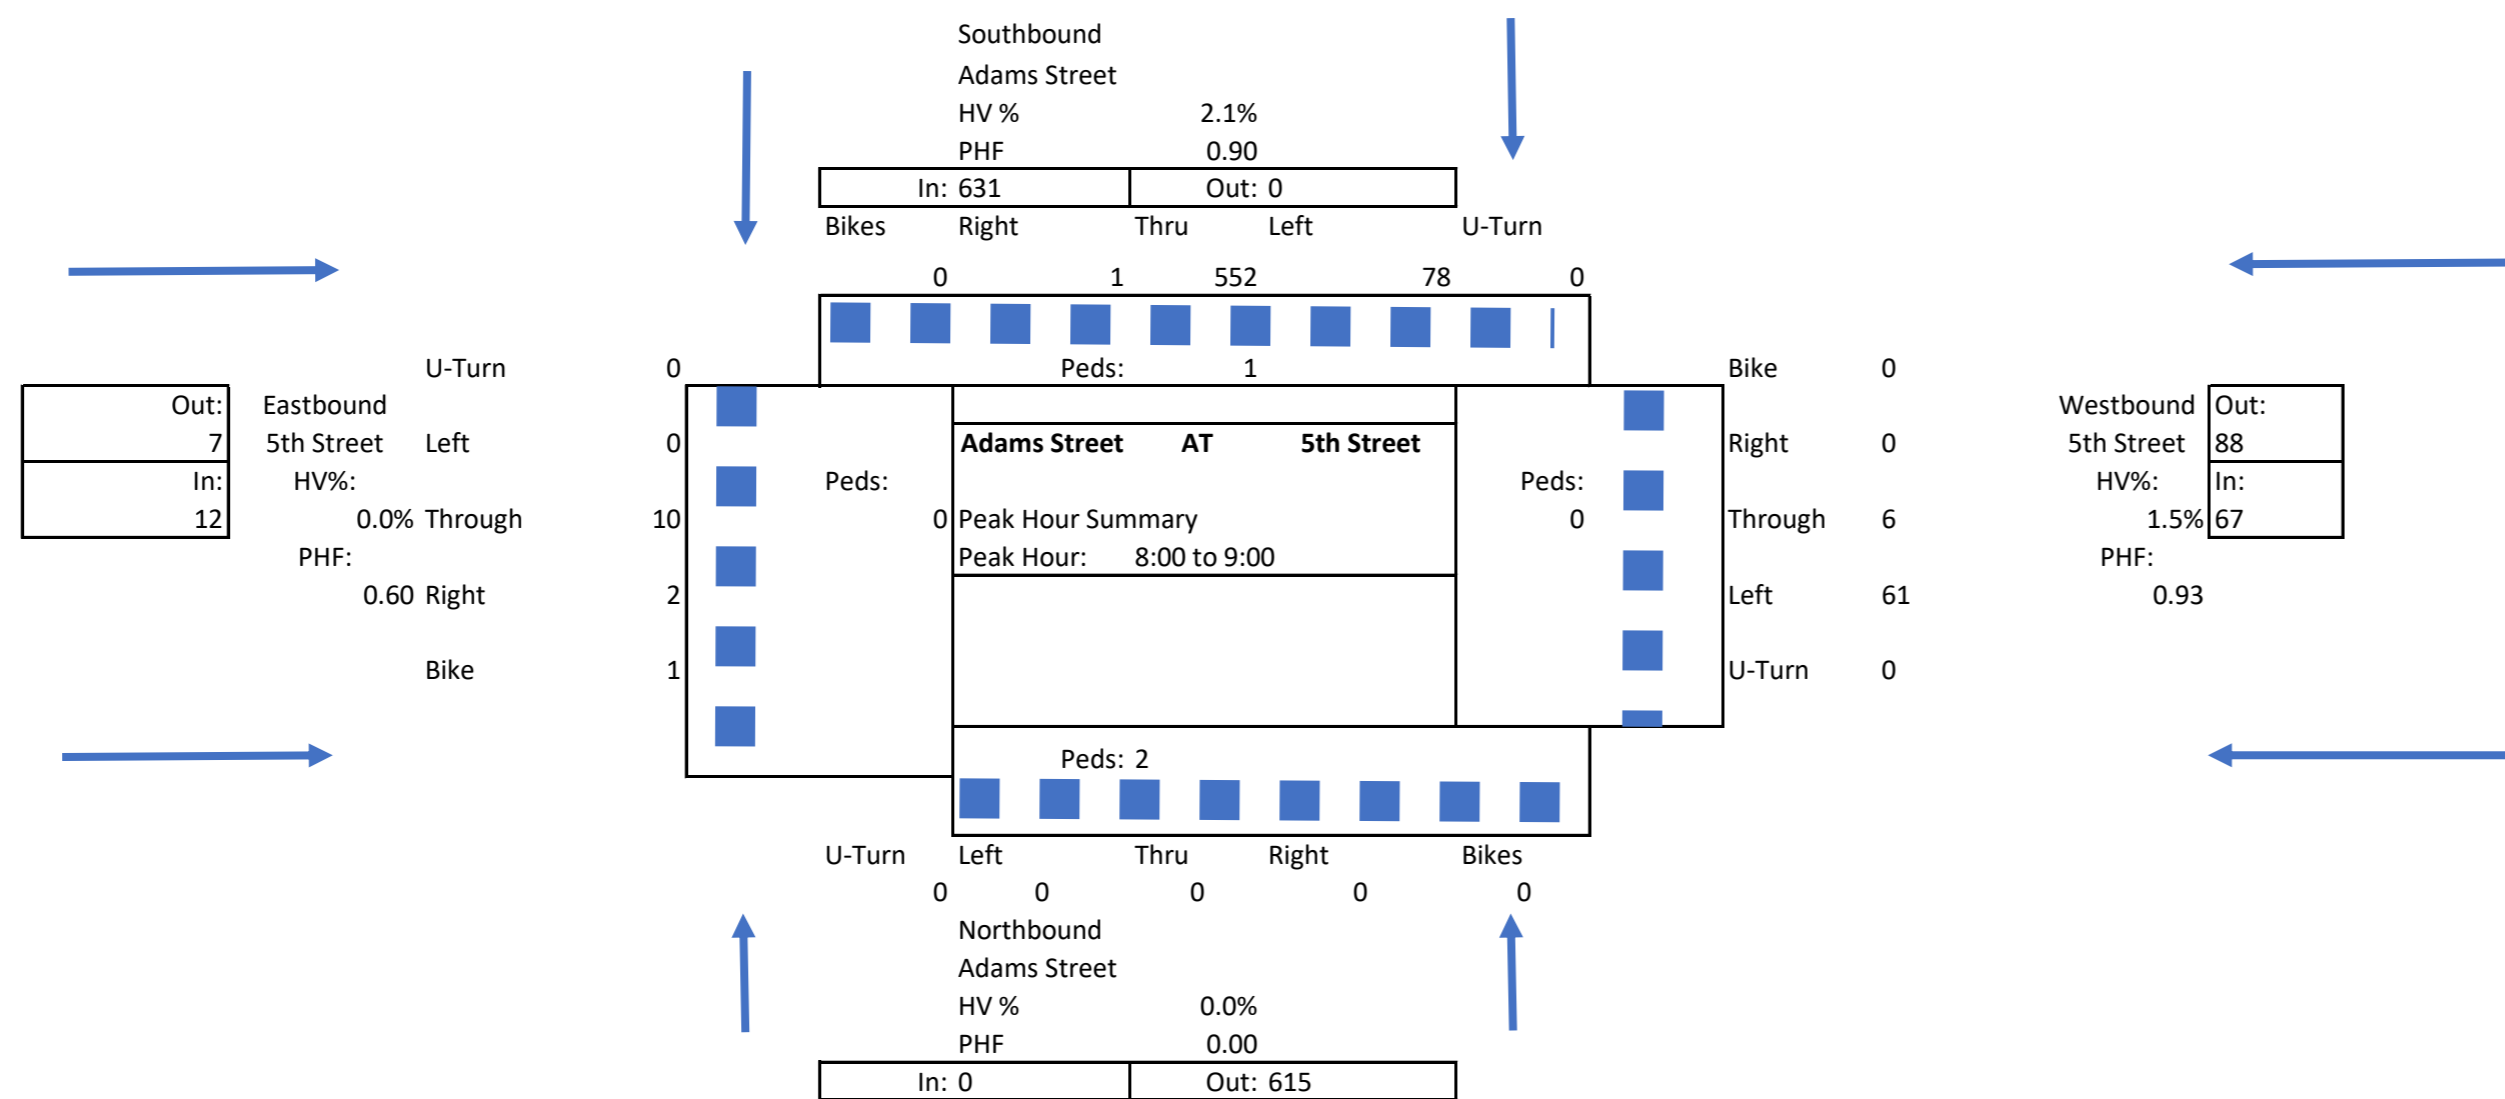 Southbound
Adams Street
HV % 2.1%
PHF 0.90
In: 631 Out: 0
Bikes Right Thru Left U-Turn
0 1 552 78 0
U-Turn 0 Peds: 1 Bike 0
Out: Eastbound Westbound Out:
7 5th Street Left 0 Adams Street AT 5th Street Right 0 5th Street 88
In: HV%: Peds: Peds: HV%: In:
12 0.0% Through 10 0 Peak Hour Summary 0 Through 6 1.5% 67
PHF: Peak Hour: 8:00 to 9:00 PHF:
0.60 Right 2 Left 61 0.93
Bike 1 U-Turn 0
Peds: 2
U-Turn Left Thru Right Bikes
0 0 0 0 0
Northbound
Adams Street
HV % 0.0%
PHF 0.00
In: 0 Out: 615